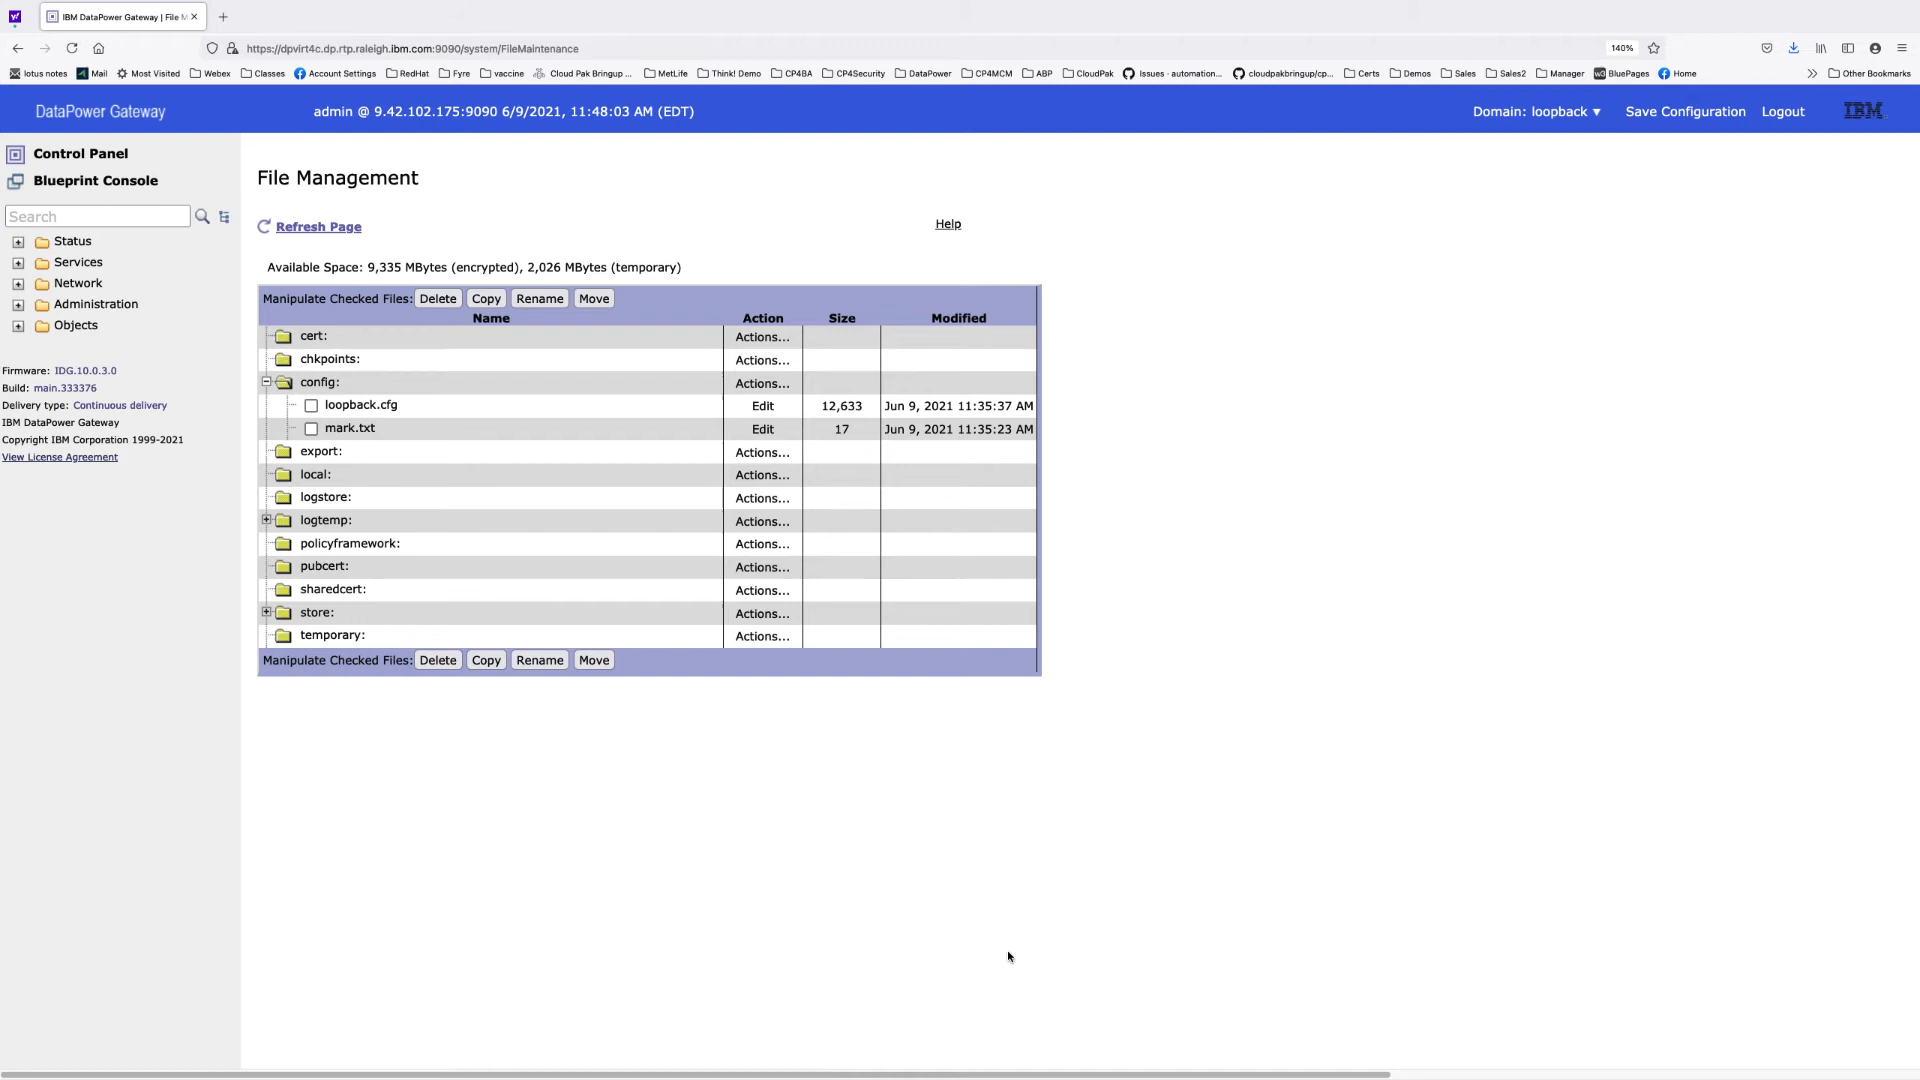 IBM DataPower Gateway | File M
https://dpvirt4c.dp.rtp.raleigh.ibm.com:9090/system/FileMaintenance
140%
lotus notes Mail Most Visited Webex Classes Account Settings RedHat Fyre vaccine Cloud Pak Bringup ... MetLife Think! Demo CP4BA CP4Security DataPower CP4MCM ABP CloudPak Issues · automation... cloudpakbringup/cp... Certs Demos Sales Sales2 Manager BluePages Home Other Bookmarks
DataPower Gateway admin @ 9.42.102.175:9090 6/9/2021, 11:48:03 AM (EDT) Domain: loopback ▼ Save Configuration Logout IBM
Control Panel
Blueprint Console
Search
Status
Services
Network
Administration
Objects
Firmware: IDG.10.0.3.0
Build: main.333376
Delivery type: Continuous delivery
IBM DataPower Gateway
Copyright IBM Corporation 1999-2021
View License Agreement
File Management
Refresh Page Help
Available Space: 9,335 MBytes (encrypted), 2,026 MBytes (temporary)
Manipulate Checked Files: Delete Copy Rename Move
Name Action Size Modified
cert: Actions...
chkpoints: Actions...
config: Actions...
loopback.cfg Edit 12,633 Jun 9, 2021 11:35:37 AM
mark.txt Edit 17 Jun 9, 2021 11:35:23 AM
export: Actions...
local: Actions...
logstore: Actions...
logtemp: Actions...
policyframework: Actions...
pubcert: Actions...
sharedcert: Actions...
store: Actions...
temporary: Actions...
Manipulate Checked Files: Delete Copy Rename Move